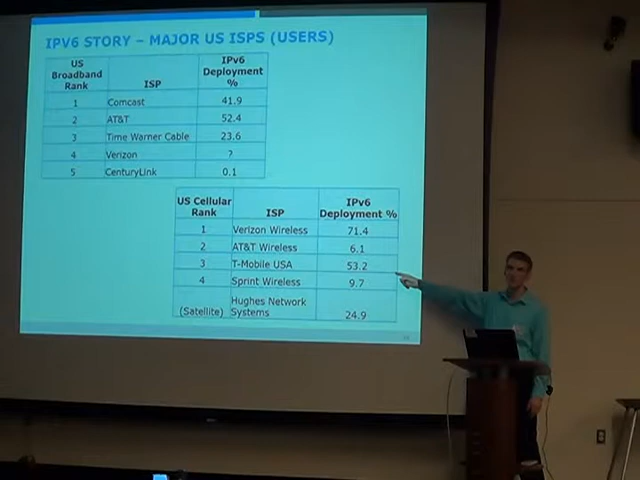 IPV6 STORY – MAJOR US ISPS (USERS)
US Broadband Rank ISP IPv6 Deployment %
1 Comcast 41.9
2 AT&T 52.4
3 Time Warner Cable 23.6
4 Verizon ?
5 CenturyLink 0.1
US Cellular Rank ISP IPv6 Deployment %
1 Verizon Wireless 71.4
2 AT&T Wireless 6.1
3 T-Mobile USA 53.2
4 Sprint Wireless 9.7
(Satellite) Hughes Network Systems 24.9